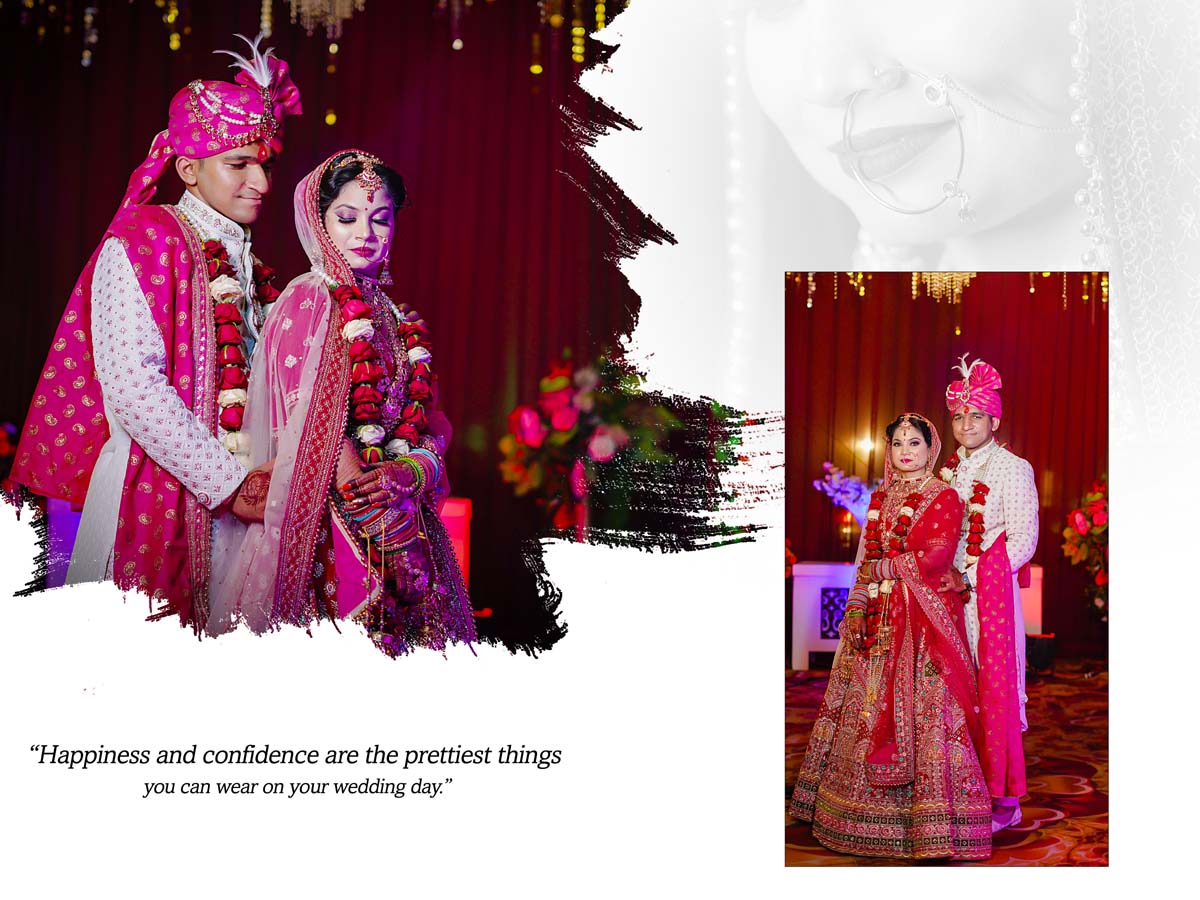 “Happiness and confidence are the prettiest things
you can wear on your wedding day.”